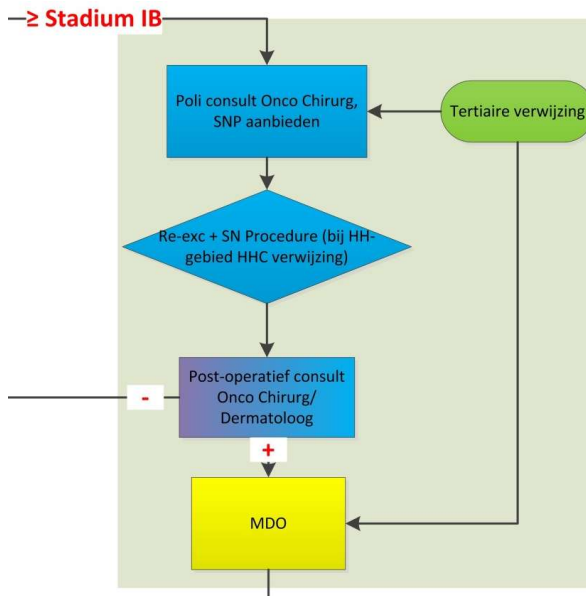 ≥ Stadium IB
Poli consult Onco Chirurg,
SNP aanbieden
Tertiaire verwijzing
Re-exc + SN Procedure (bij HH-
gebied HHC verwijzing)
Post-operatief consult
Onco Chirurg/
Dermatoloog
-
+
MDO